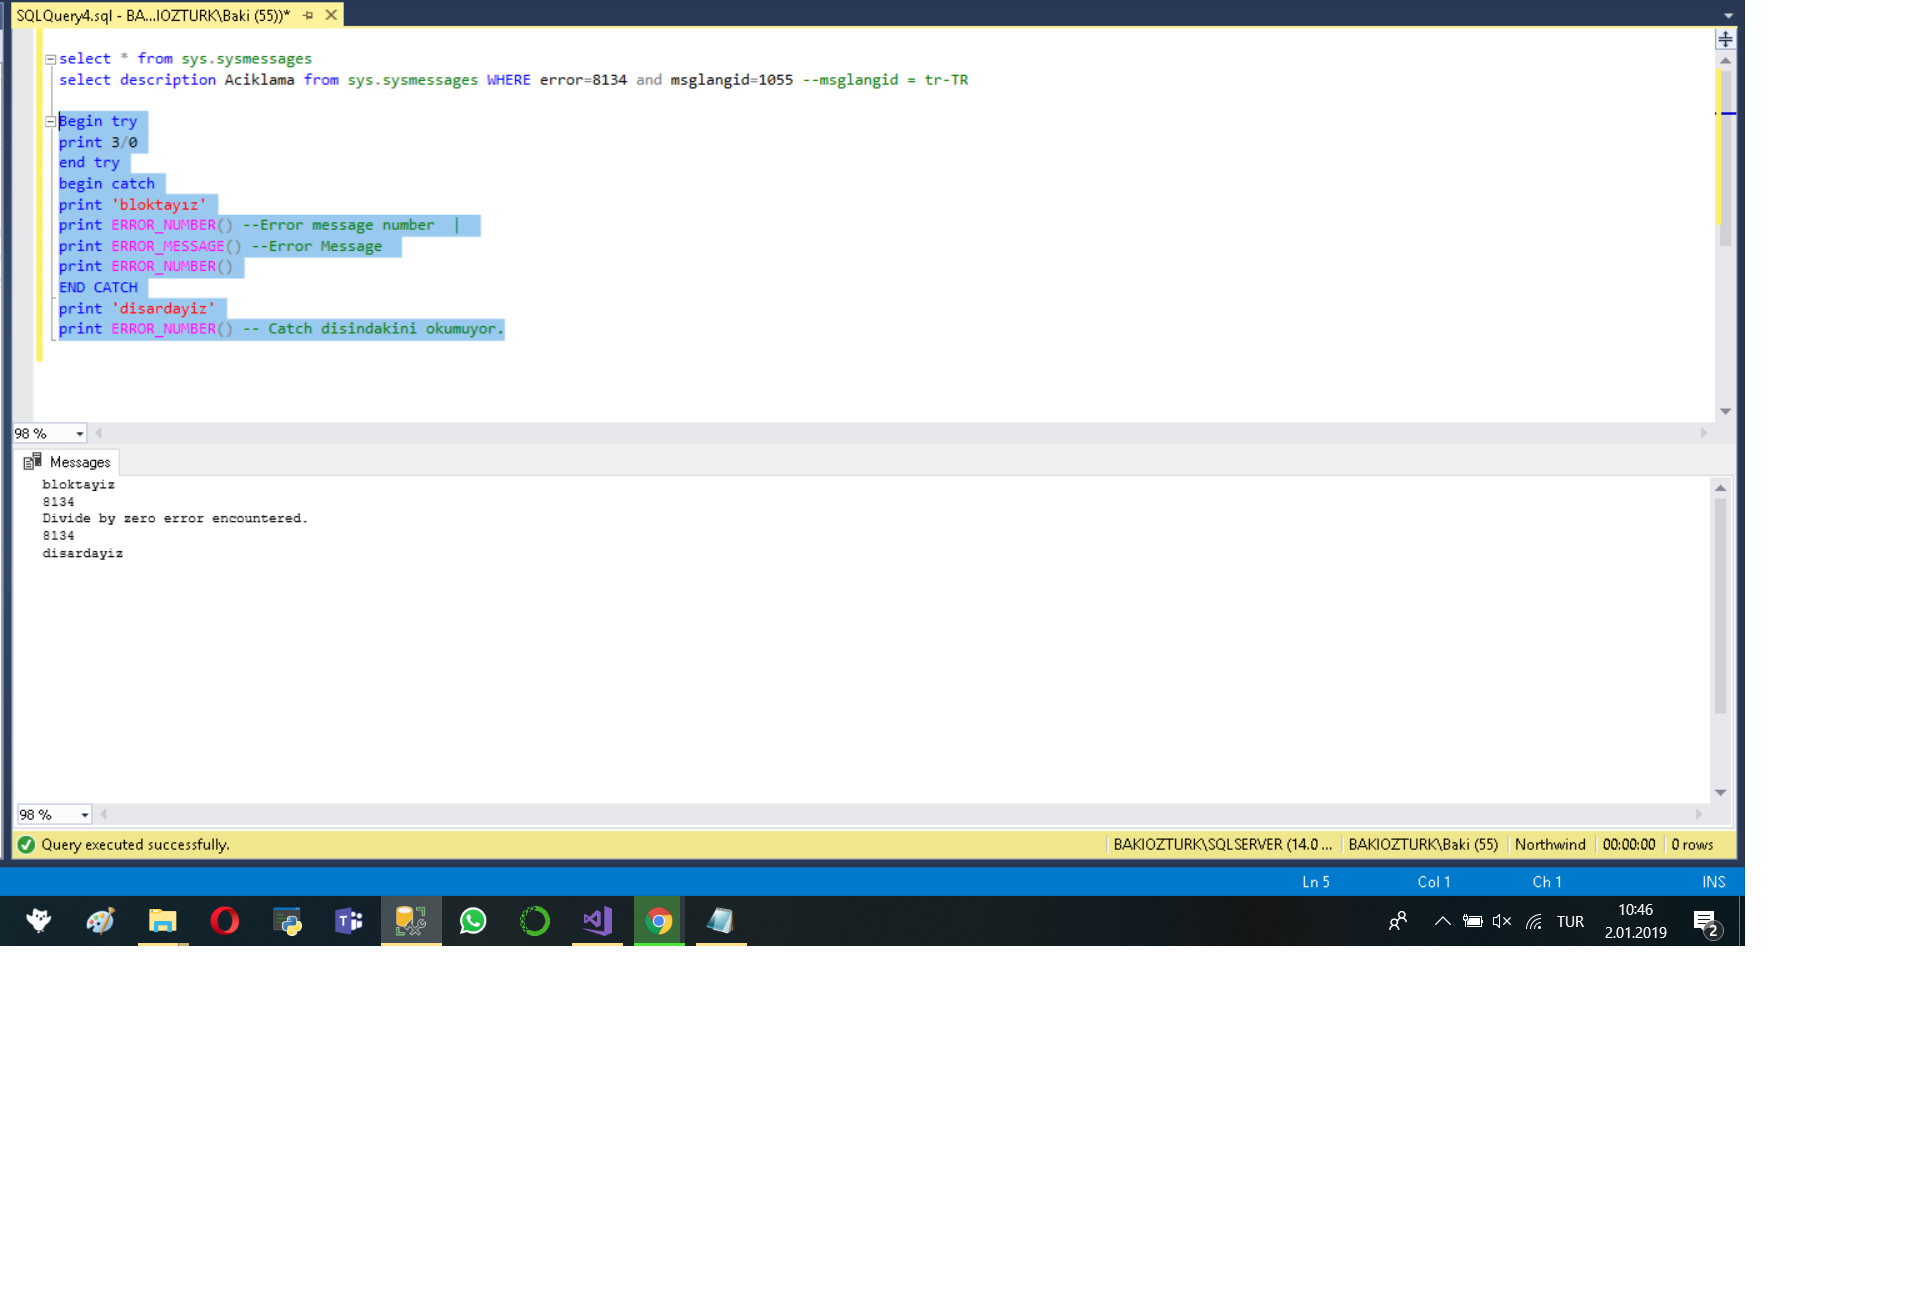 SQLQuery4.sql - BA...IOZTURK\Baki (55))*
select * from sys.sysmessages
select description Aciklama from sys.sysmessages WHERE error=8134 and msglangid=1055 --msglangid = tr-TR
Begin try
print 3/0
end try
begin catch
print 'bloktayız'
print ERROR_NUMBER() --Error message number |
print ERROR_MESSAGE() --Error Message
print ERROR_NUMBER()
END CATCH
print 'disardayiz'
print ERROR_NUMBER() -- Catch disindakini okumuyor.
98 %
Messages
bloktayiz
8134
Divide by zero error encountered.
8134
disardayiz
98 %
Query executed successfully. BAKIOZTURK\SQLSERVER (14.0 ... BAKIOZTURK\Baki (55) Northwind 00:00:00 0 rows
Ln 5 Col 1 Ch 1 INS
TUR 10:46
2.01.2019
2